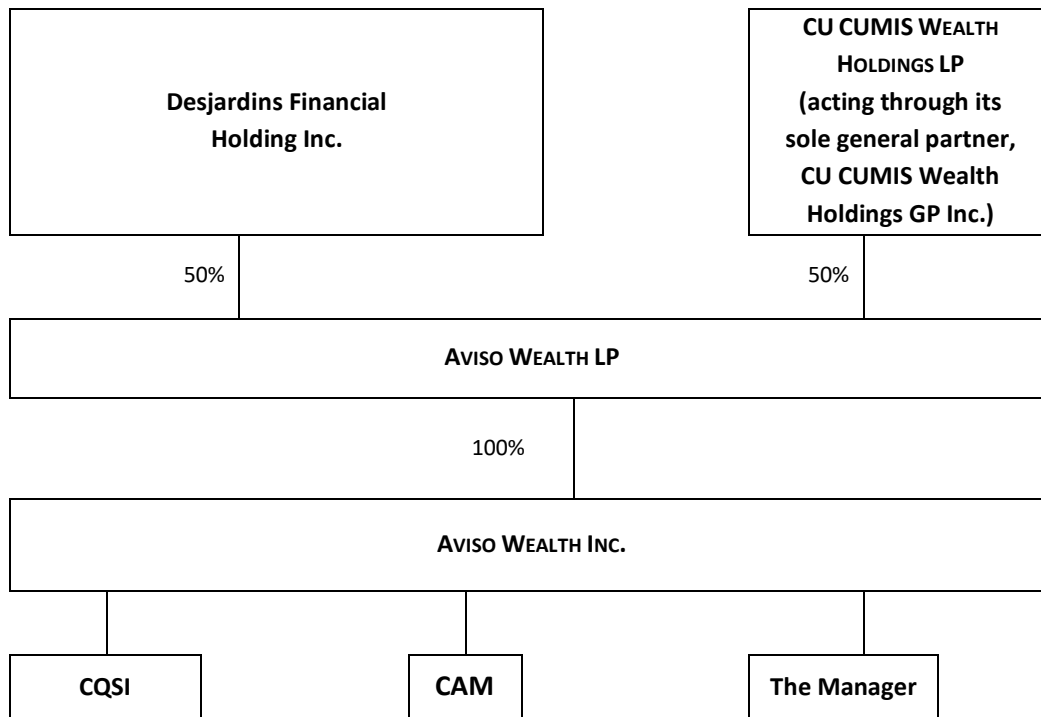 Desjardins Financial
Holding Inc.
CU CUMIS WEALTH
HOLDINGS LP
(acting through its
sole general partner,
CU CUMIS Wealth
Holdings GP Inc.)
50%
50%
AVISO WEALTH LP
100%
AVISO WEALTH INC.
CQSI
CAM
The Manager